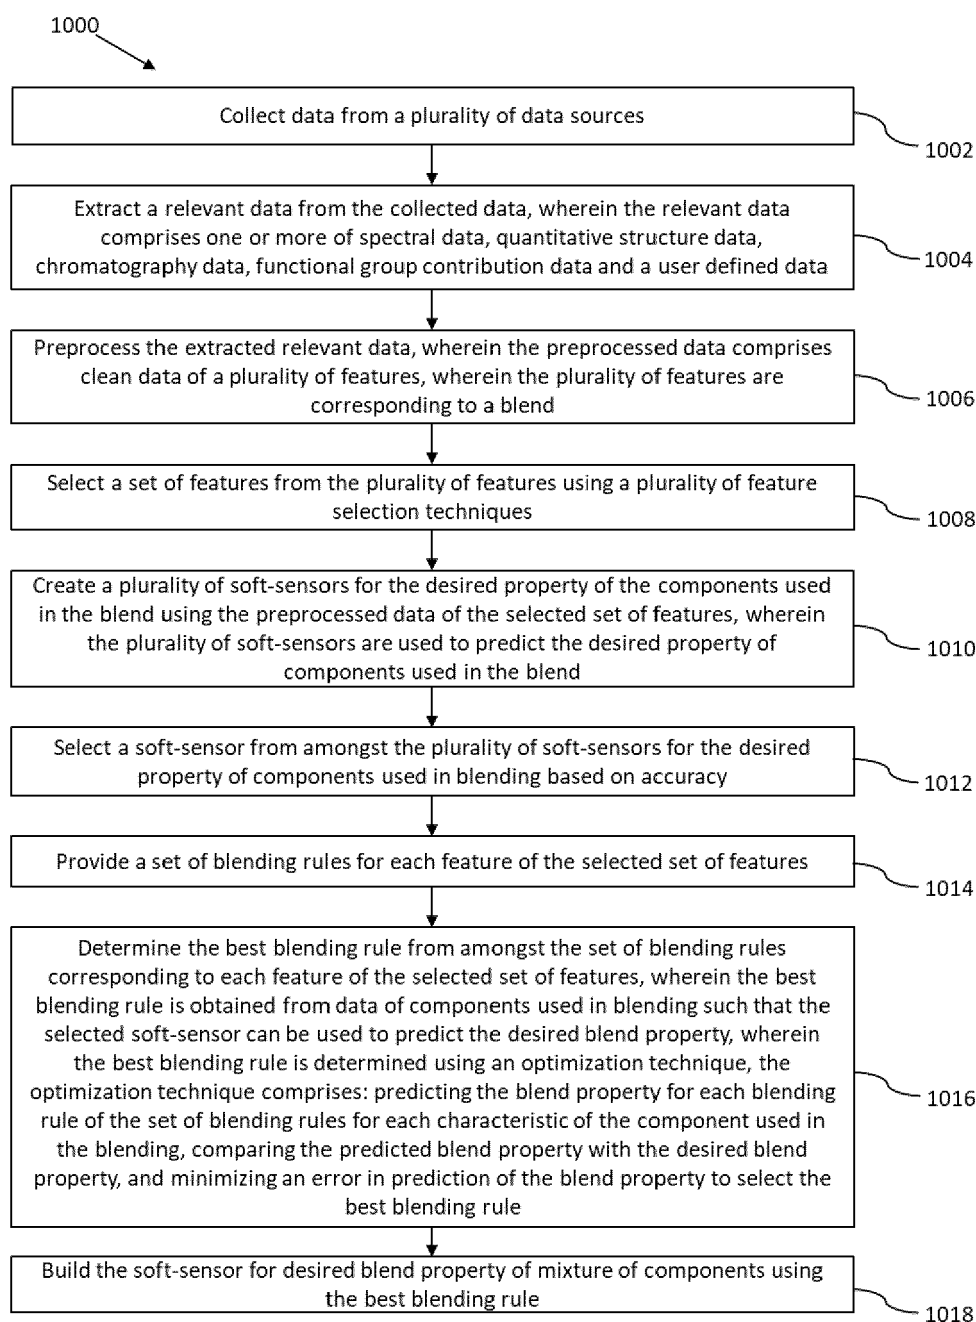 1000
Collect data from a plurality of data sources
1002
Extract a relevant data from the collected data, wherein the relevant data
comprises one or more of spectral data, quantitative structure data,
chromatography data, functional group contribution data and a user defined data
1004
Preprocess the extracted relevant data, wherein the preprocessed data comprises
clean data of a plurality of features, wherein the plurality of features are
corresponding to a blend
1006
Select a set of features from the plurality of features using a plurality of feature
selection techniques
1008
Create a plurality of soft-sensors for the desired property of the components used
in the blend using the preprocessed data of the selected set of features, wherein
the plurality of soft-sensors are used to predict the desired property of
components used in the blend
1010
Select a soft-sensor from amongst the plurality of soft-sensors for the desired
property of components used in blending based on accuracy
1012
Provide a set of blending rules for each feature of the selected set of features
1014
Determine the best blending rule from amongst the set of blending rules
corresponding to each feature of the selected set of features, wherein the best
blending rule is obtained from data of components used in blending such that the
selected soft-sensor can be used to predict the desired blend property, wherein
the best blending rule is determined using an optimization technique, the
optimization technique comprises: predicting the blend property for each blending
rule of the set of blending rules for each characteristic of the component used in
the blending, comparing the predicted blend property with the desired blend
property, and minimizing an error in prediction of the blend property to select the
best blending rule
1016
Build the soft-sensor for desired blend property of mixture of components using
the best blending rule
1018